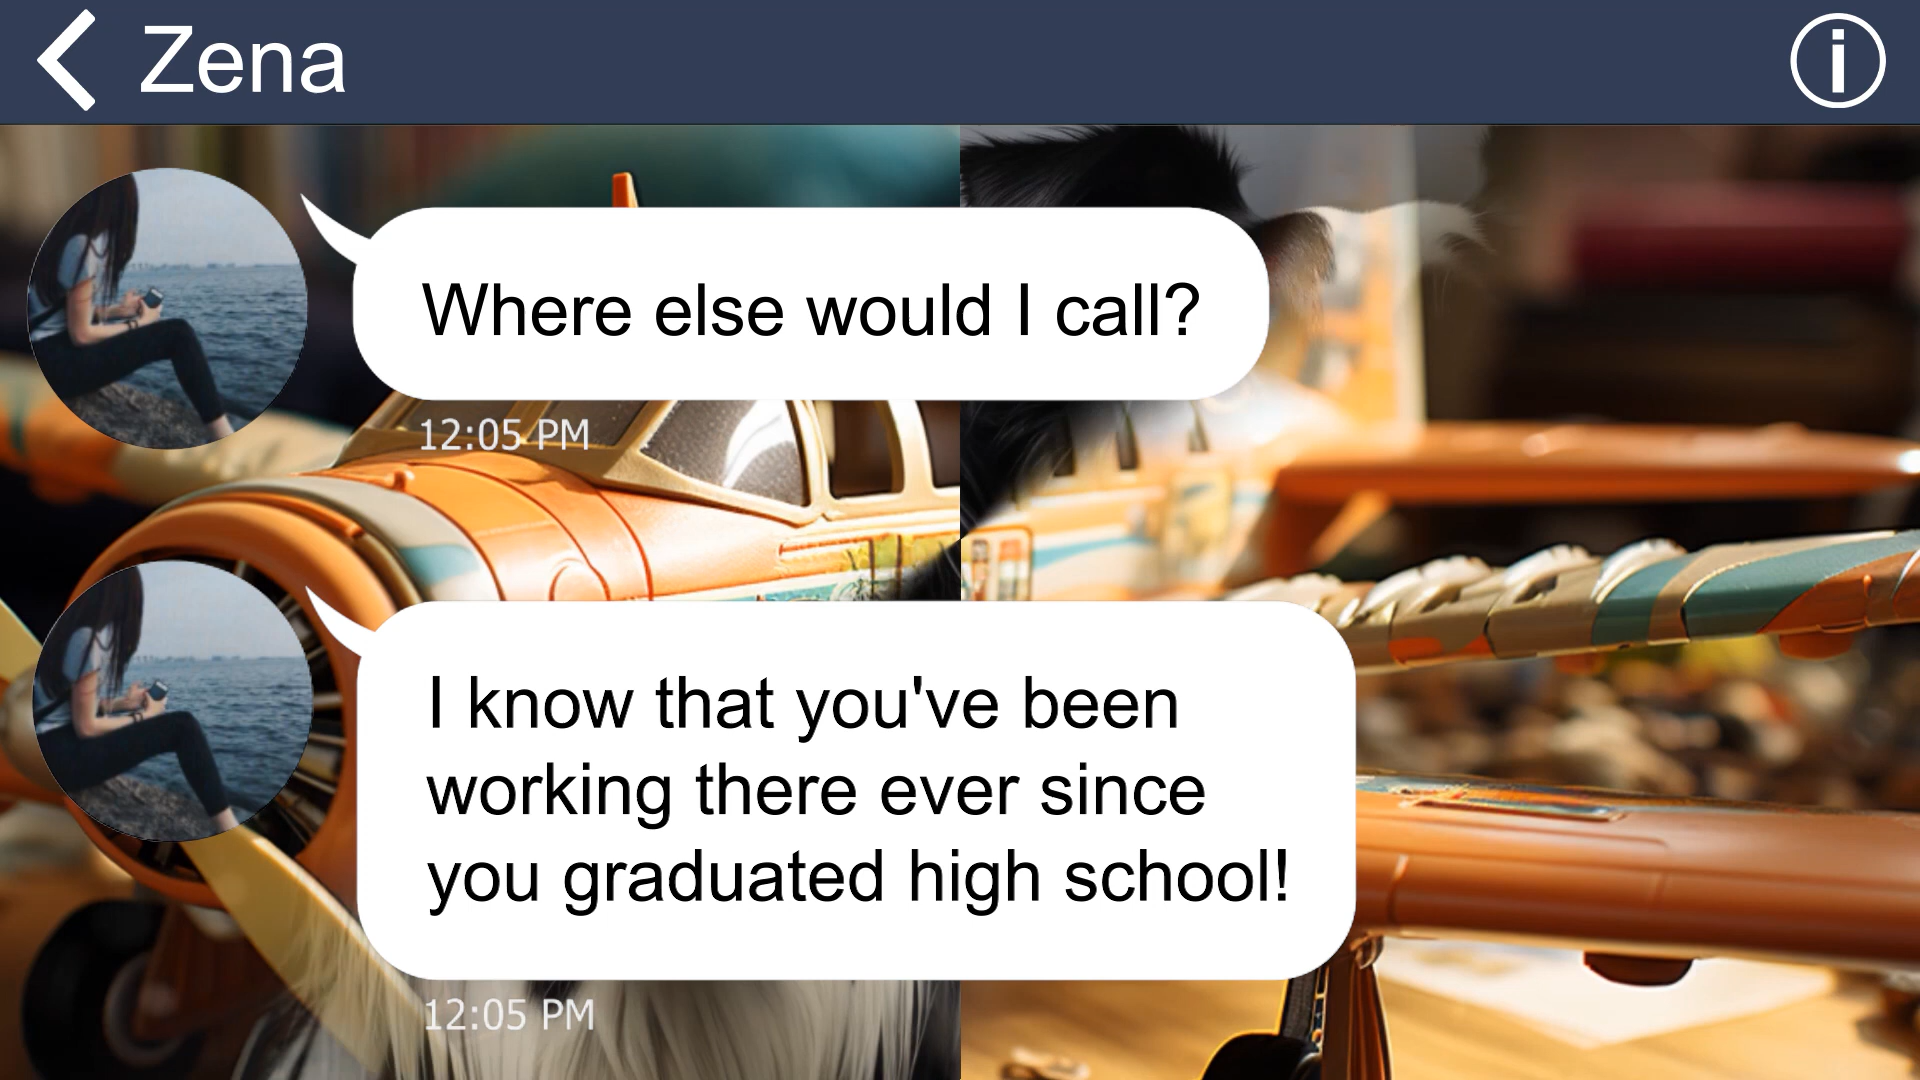 Zena
Where else would I call?
12:05 PM
I know that you've been
working there ever since
you graduated high school!
12:05 PM